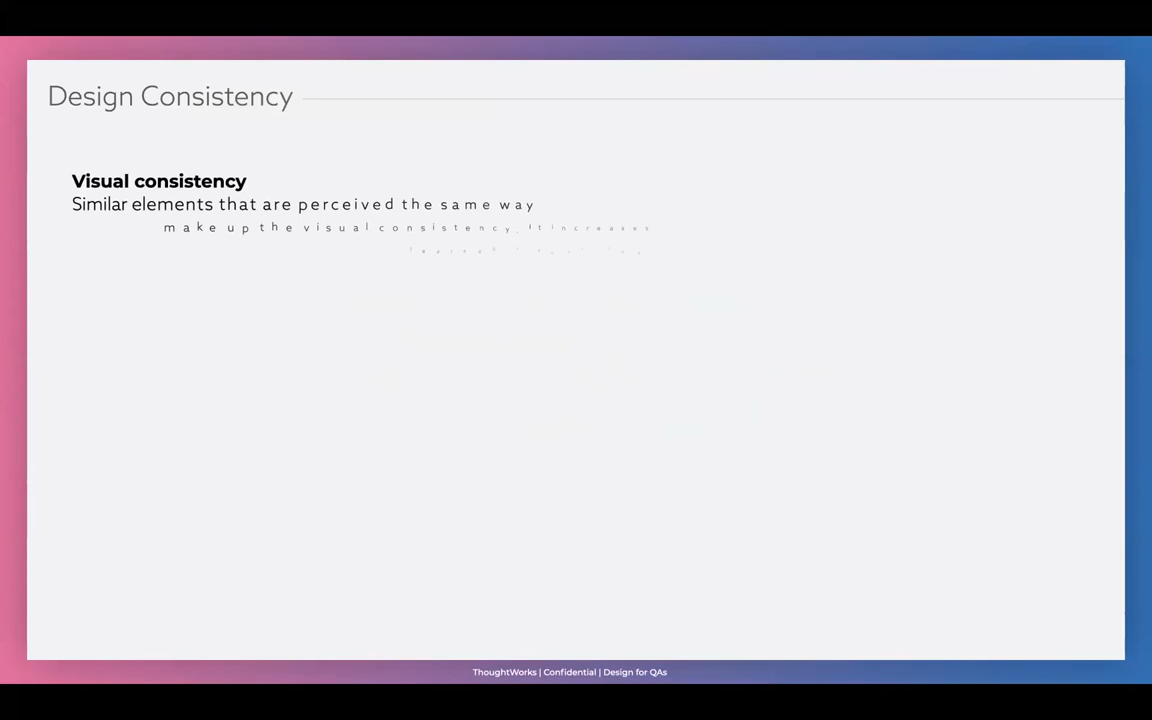 Design Consistency
Visual consistency
Similar elements that are perceived the same way
make up the visual consistency. It increases
ThoughtWorks | Confidential | Design for QAs